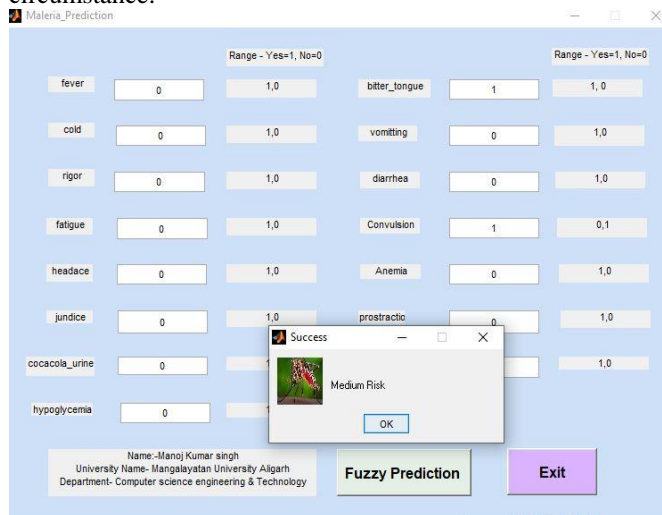 circumstance.
Maleria_Prediction
Range - Yes=1, No=0 Range - Yes=1, No=0
fever 0 1,0 bitter_tongue 1 1, 0
cold 0 1,0 vomitting 0 1,0
rigor 0 1,0 diarrhea 0 1,0
fatigue 0 1,0 Convulsion 1 0,1
headace 0 1,0 Anemia 0 1,0
jundice 0 1,0 prostractio 0 1,0
cocacola_urine 0 1,0
hypoglycemia 0
Success
Medium Risk
OK
Name:-Manoj Kumar singh
University Name- Mangalayatan University Aligarh
Department- Computer science engineering & Technology
Fuzzy Prediction
Exit